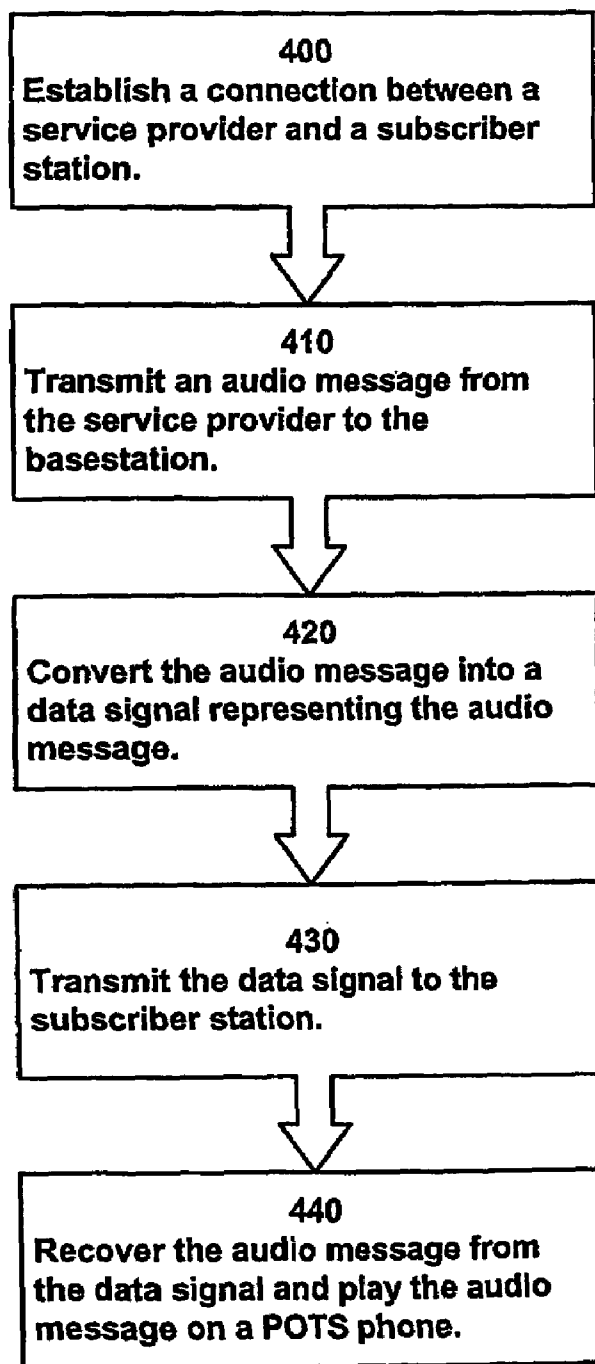 400
Establish a connection between a
service provider and a subscriber
station.
410
Transmit an audio message from
the service provider to the
basestation.
420
Convert the audio message into a
data signal representing the audio
message.
430
Transmit the data signal to the
subscriber station.
440
Recover the audio message from
the data signal and play the audio
message on a POTS phone.